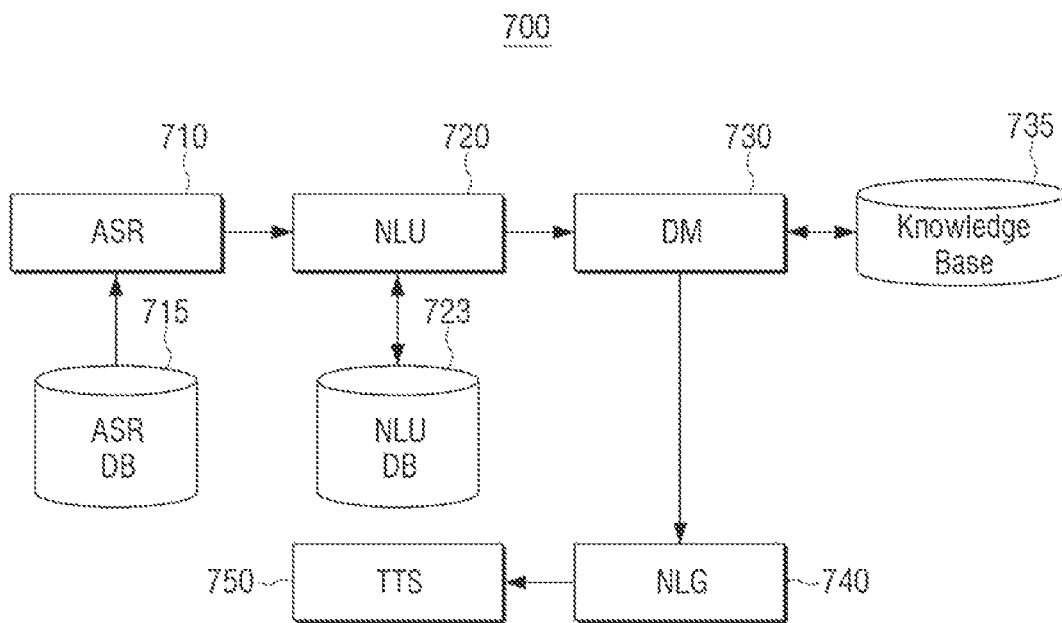 700
710
720
730
735
ASR
NLU
DM
Knowledge
Base
715
723
ASR
DB
NLU
DB
750
TTS
NLG
740